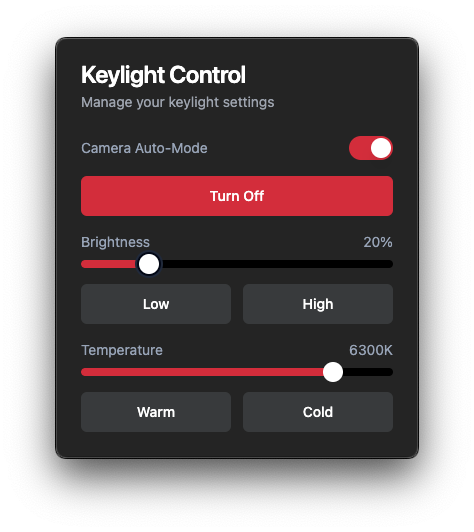 Keylight Control
Manage your keylight settings
Camera Auto-Mode
Turn Off
Brightness 20%
Low High
Temperature 6300K
Warm Cold